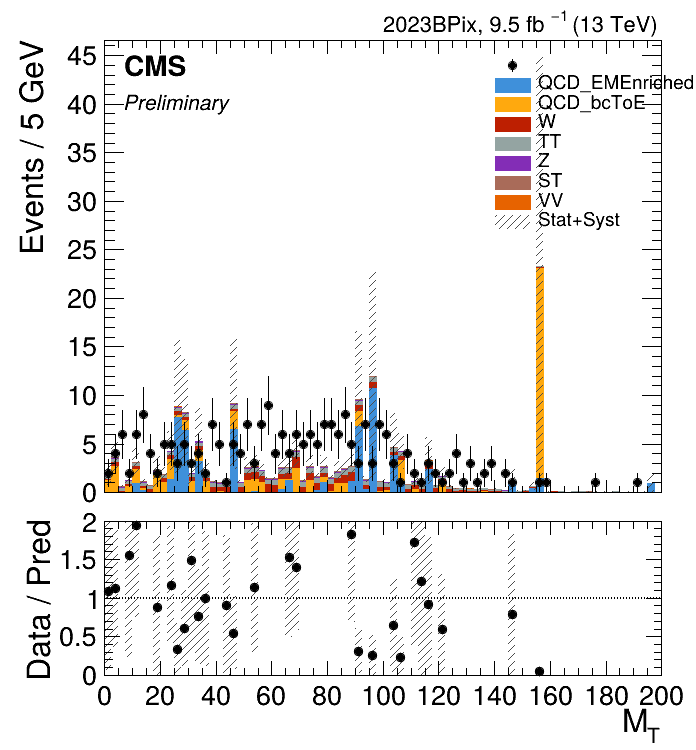 2023BPix, 9.5 fb⁻¹ (13 TeV)
CMS
Preliminary
QCD_EMEnriched
QCD_bcToE
W
TT
Z
ST
VV
Stat+Syst
Events / 5 GeV
45
40
35
30
25
20
15
10
5
0
Data / Pred
2
1.5
1
0.5
0
0 20 40 60 80 100 120 140 160 180 200
M_T